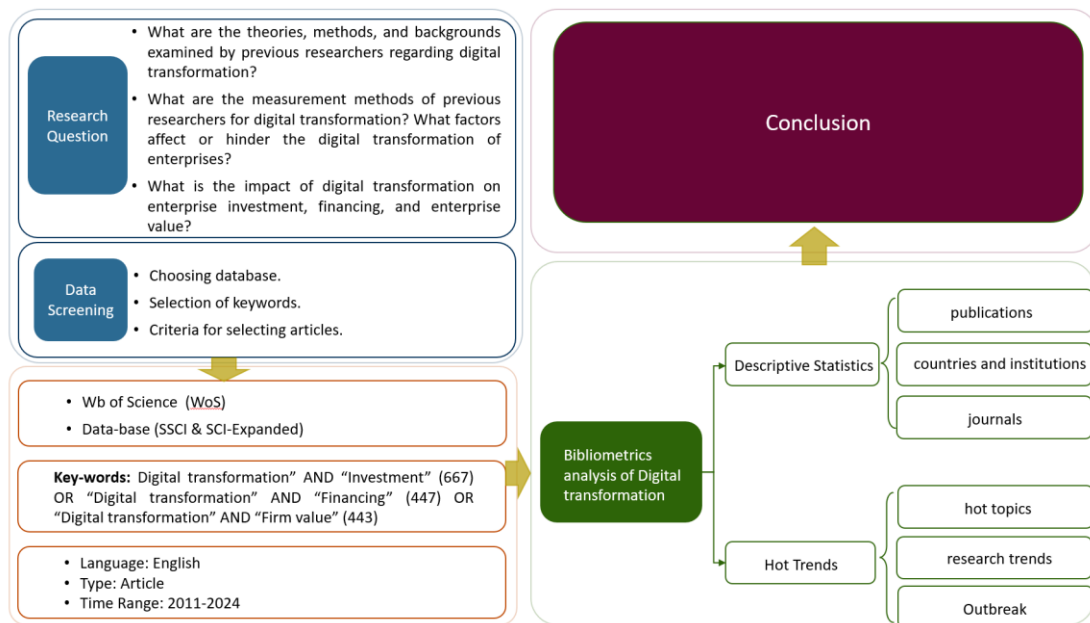 Research
Question
• What are the theories, methods, and backgrounds
examined by previous researchers regarding digital
transformation?
• What are the measurement methods of previous
researchers for digital transformation? What factors
affect or hinder the digital transformation of
enterprises?
• What is the impact of digital transformation on
enterprise investment, financing, and enterprise
value?
Data
Screening
• Choosing database.
• Selection of keywords.
• Criteria for selecting articles.
• Wb of Science (WoS)
• Data-base (SSCI & SCI-Expanded)
Key-words: Digital transformation” AND “Investment” (667)
OR “Digital transformation” AND “Financing” (447) OR
“Digital transformation” AND “Firm value” (443)
• Language: English
• Type: Article
• Time Range: 2011-2024
Bibliometrics
analysis of Digital
transformation
Descriptive Statistics
publications
countries and institutions
journals
Hot Trends
hot topics
research trends
Outbreak
Conclusion